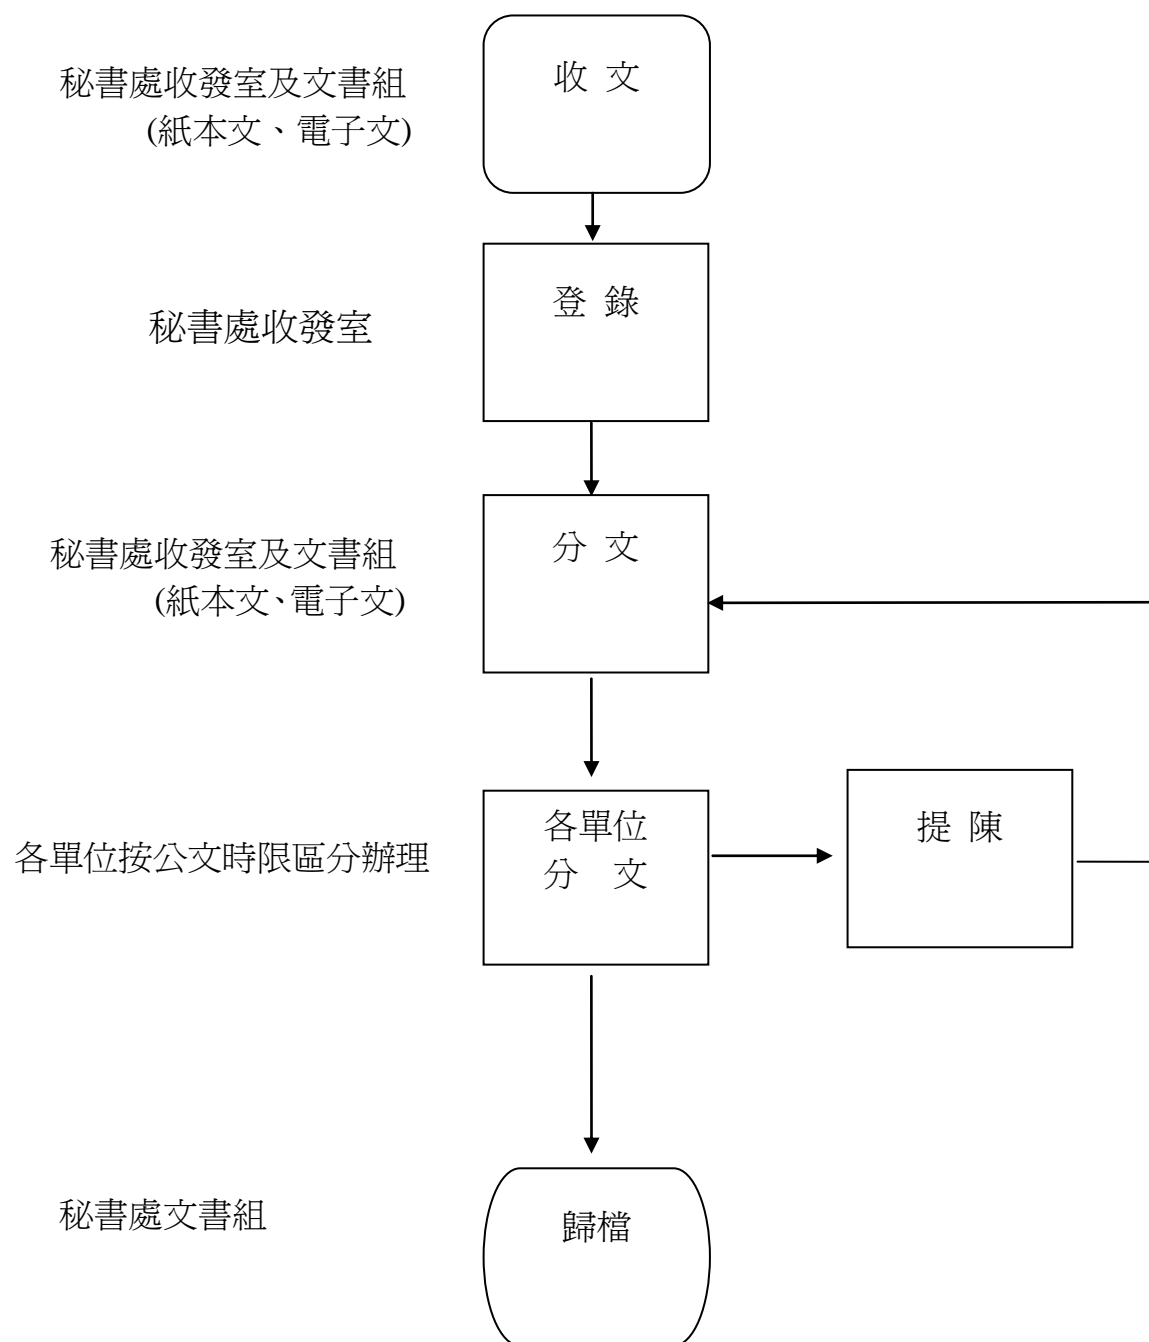 秘書處收發室及文書組
(紙本文、電子文)
收 文
秘書處收發室
登 錄
秘書處收發室及文書組
(紙本文、電子文)
分 文
各單位按公文時限區分辦理
各單位
分 文
提 陳
秘書處文書組
歸檔